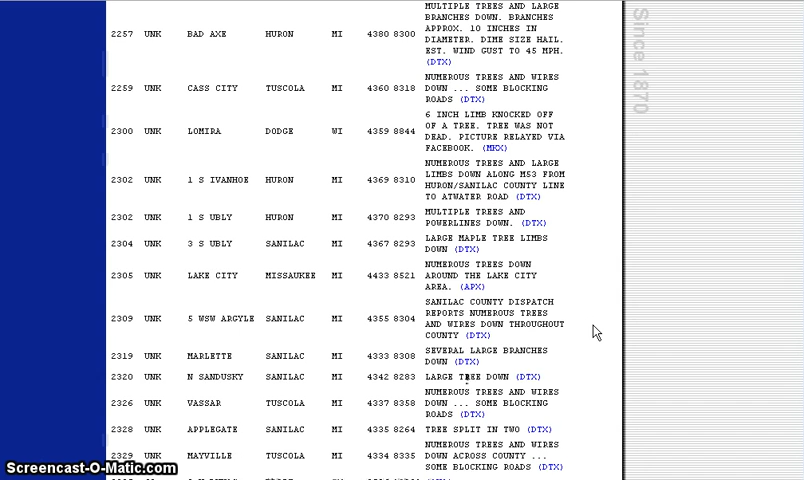 MULTIPLE TREES AND LARGE
BRANCHES DOWN. BRANCHES
APPROX. 10 INCHES IN
2257 UNK BAD AXE HURON MI 4380 8300 DIAMETER. DIME SIZE HAIL.
EST. WIND GUST TO 45 MPH.
(DTX)
NUMEROUS TREES AND WIRES
2259 UNK CASS CITY TUSCOLA MI 4360 8318 DOWN ... SOME BLOCKING
ROADS (DTX)
6 INCH LIMB KNOCKED OFF
2300 UNK LOMIRA DODGE WI 4359 8844 OF A TREE. TREE WAS NOT
DEAD. PICTURE RELAYED VIA
FACEBOOK. (MKX)
NUMEROUS TREES AND LARGE
2302 UNK 1 S IVANHOE HURON MI 4369 8310 LIMBS DOWN ALONG M53 FROM
HURON/SANILAC COUNTY LINE
TO ATWATER ROAD (DTX)
2302 UNK 1 S UBLY HURON MI 4370 8293 MULTIPLE TREES AND
POWERLINES DOWN. (DTX)
2304 UNK 3 S UBLY SANILAC MI 4367 8293 LARGE MAPLE TREE LIMBS
DOWN (DTX)
NUMEROUS TREES DOWN
2305 UNK LAKE CITY MISSAUKEE MI 4433 8521 AROUND THE LAKE CITY
AREA. (APX)
SANILAC COUNTY DISPATCH
2309 UNK 5 WSW ARGYLE SANILAC MI 4355 8304 REPORTS NUMEROUS TREES
AND WIRES DOWN THROUGHOUT
COUNTY (DTX)
2319 UNK MARLETTE SANILAC MI 4333 8308 SEVERAL LARGE BRANCHES
DOWN (DTX)
2320 UNK N SANDUSKY SANILAC MI 4342 8283 LARGE TREE DOWN (DTX)
NUMEROUS TREES AND WIRES
2326 UNK VASSAR TUSCOLA MI 4337 8358 DOWN ... SOME BLOCKING
ROADS (DTX)
2328 UNK APPLEGATE SANILAC MI 4335 8264 TREE SPLIT IN TWO (DTX)
NUMEROUS TREES AND WIRES
2329 UNK MAYVILLE TUSCOLA MI 4334 8335 DOWN ACROSS COUNTY ...
SOME BLOCKING ROADS (DTX)
Since 1870
Screencast-O-Matic.com